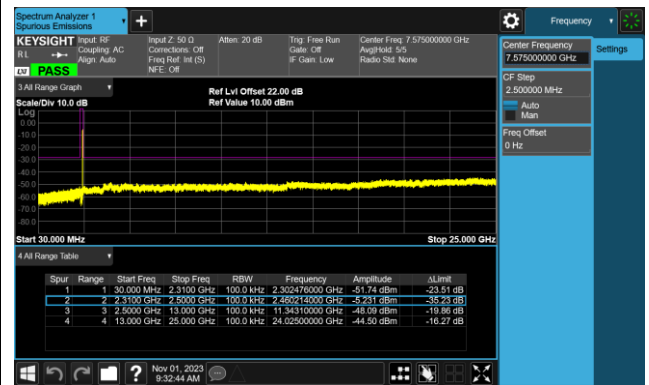 Spectrum Analyzer 1
Spurious Emissions
+
Frequency
KEYSIGHT
Input: RF
Coupling: AC
Align: Auto
Input Z: 50 Ω
Corrections: Off
Freq Ref: Int (S)
NFE: Off
Atten: 20 dB
Trig: Free Run
Gate: Off
IF Gain: Low
Center Freq: 7.575000000 GHz
Avg|Hold: 5/5
Radio Std: None
RL
LXI
PASS
Center Frequency
7.575000000 GHz
Settings
CF Step
2.500000 MHz
Auto
Man
Freq Offset
0 Hz
3 All Range Graph
Scale/Div 10.0 dB
Ref Lvl Offset 22.00 dB
Ref Value 10.00 dBm
Log
0.00
-10.0
-20.0
-30.0
-40.0
-50.0
-60.0
-70.0
-80.0
Start 30.000 MHz
Stop 25.000 GHz
4 All Range Table
Spur Range Start Freq Stop Freq RBW Frequency Amplitude ΔLimit
1 1 30.000 MHz 2.3100 GHz 100.0 kHz 2.302476000 GHz -51.74 dBm -23.51 dB
2 2 2.3100 GHz 2.5000 GHz 100.0 kHz 2.460214000 GHz -5.231 dBm -35.23 dB
3 3 2.5000 GHz 13.000 GHz 100.0 kHz 11.34310000 GHz -48.09 dBm -19.86 dB
4 4 13.000 GHz 25.000 GHz 100.0 kHz 24.02500000 GHz -44.50 dBm -16.27 dB
?
Nov 01, 2023
9:32:44 AM